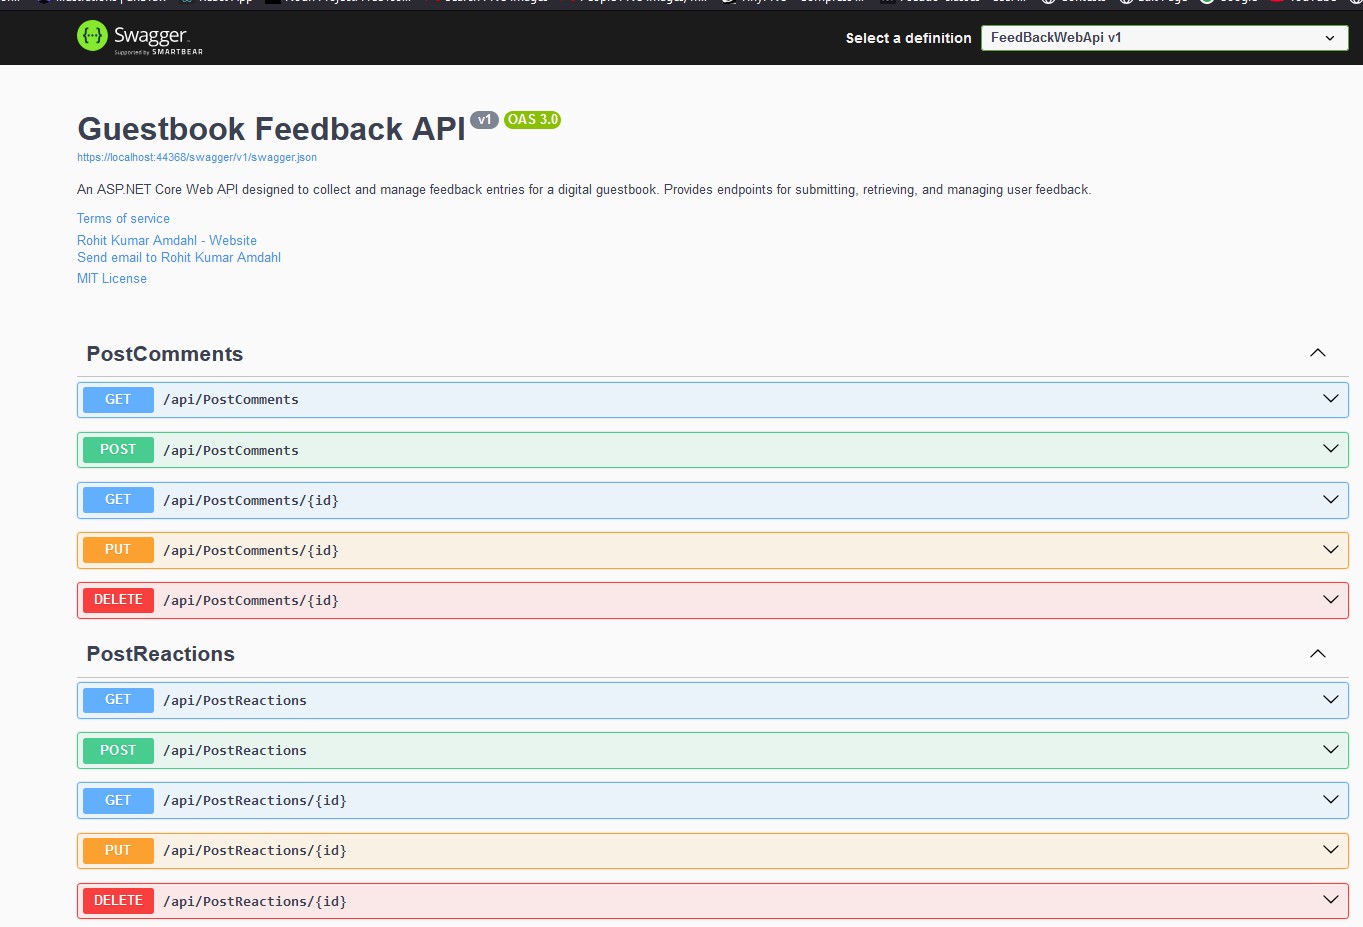 Swagger
Supported by SMARTBEAR
Select a definition
FeedBackWebApi v1
Guestbook Feedback API v1 OAS 3.0
https://localhost:44368/swagger/v1/swagger.json
An ASP.NET Core Web API designed to collect and manage feedback entries for a digital guestbook. Provides endpoints for submitting, retrieving, and managing user feedback.
Terms of service
Rohit Kumar Amdahl - Website
Send email to Rohit Kumar Amdahl
MIT License
PostComments
GET /api/PostComments
POST /api/PostComments
GET /api/PostComments/{id}
PUT /api/PostComments/{id}
DELETE /api/PostComments/{id}
PostReactions
GET /api/PostReactions
POST /api/PostReactions
GET /api/PostReactions/{id}
PUT /api/PostReactions/{id}
DELETE /api/PostReactions/{id}